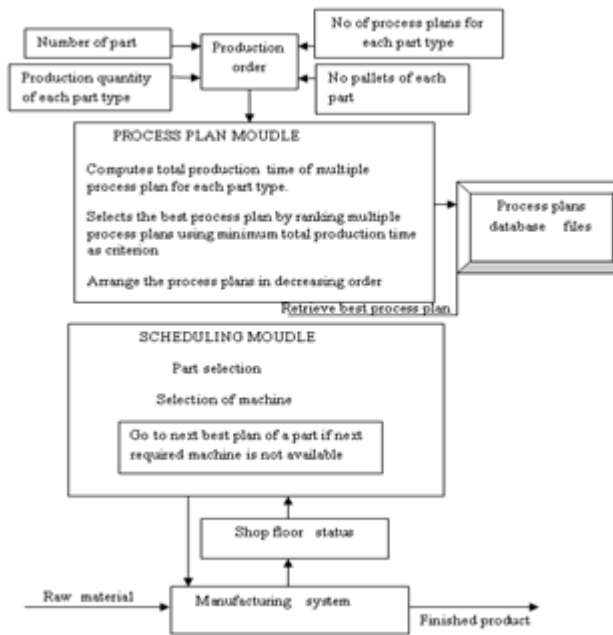 Number of part
Production quantity
of each part type
Production
order
No of process plans for
each part type
No pallets of each
part
PROCESS PLAN MOUDLE
Computes total production time of multiple
process plan for each part type.
Selects the best process plan by ranking multiple
process plans using minimum total production time
as criterion
Arrange the process plans in decreasing order
Process plans
database files
Retrieve best process plan
SCHEDULING MOUDLE
Part selection
Selection of machine
Go to next best plan of a part if next
required machine is not available
Shop floor status
Raw material
Manufacturing system
Finished product